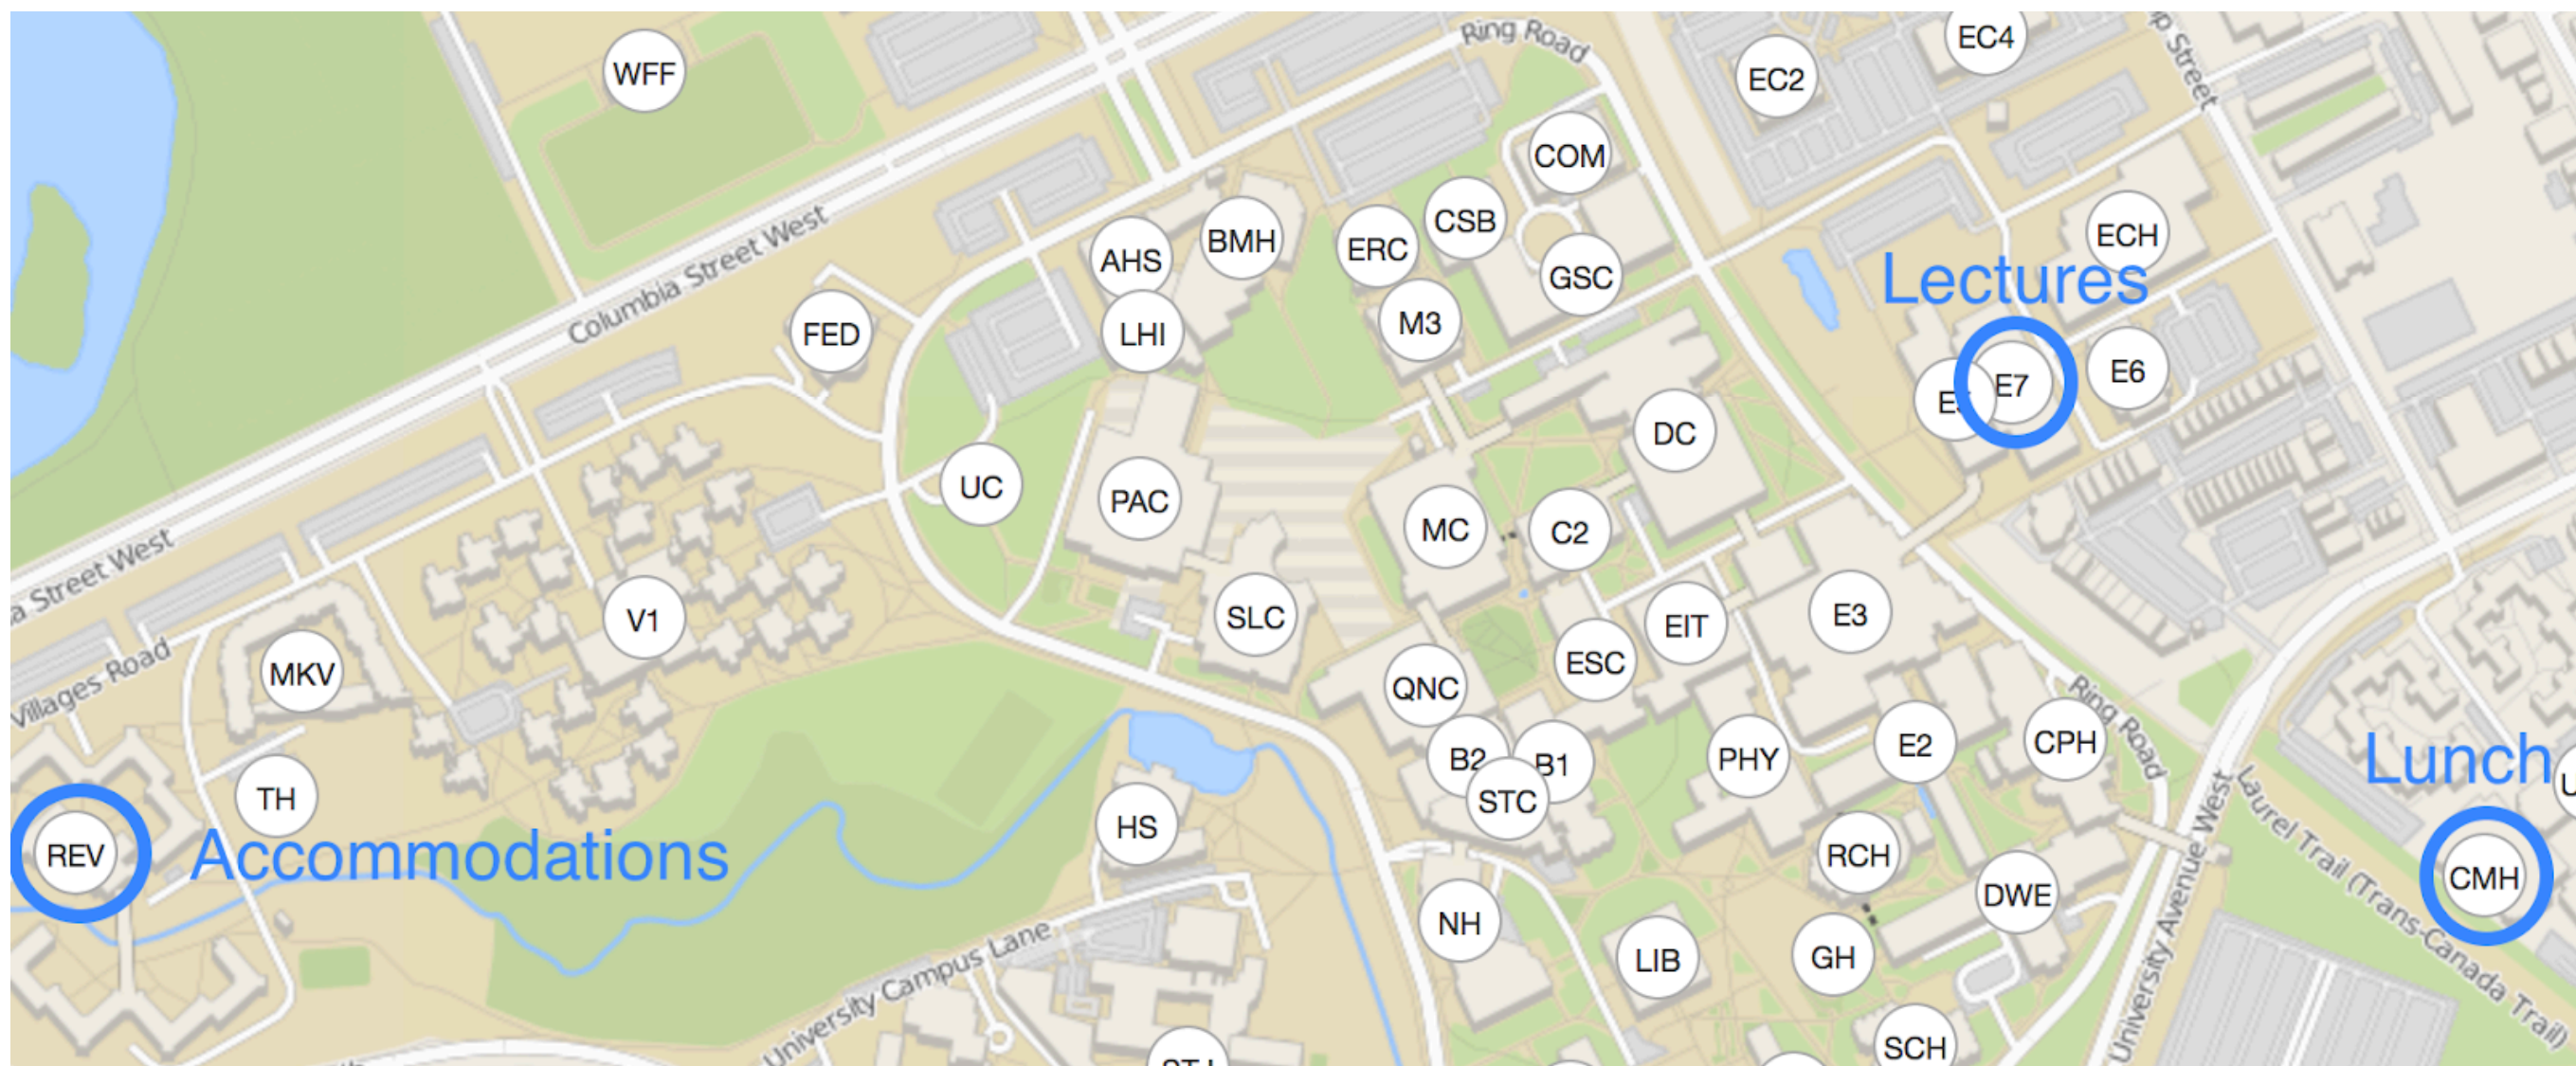 EC4
Ring Road
WFF
EC2
p Street
COM
CSB
BMH
ERC
AHS
ECH
GSC
Columbia Street West
Lectures
M3
FED
LHI
E7
E6
DC
UC
PAC
MC
C2
a Street West
V1
SLC
EIT
E3
ESC
MKV
QNC
Villages Road
Ring Road
B2
B1
PHY
E2
CPH
Lunch
TH
STC
HS
REV
Accommodations
RCH
CMH
DWE
Laurel Trail (Trans-Canada Trail)
University Avenue West
NH
LIB
GH
University Campus Lane
SCH